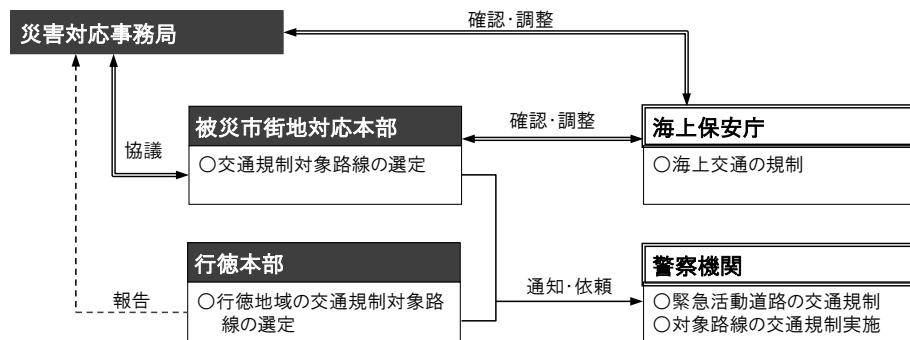 確認・調整
災害対応事務局
被災市街地対応本部
確認・調整
海上保安庁
協議
○交通規制対象路線の選定
○海上交通の規制
行徳本部
警察機関
通知・依頼
報告
○行徳地域の交通規制対象路
線の選定
○緊急活動道路の交通規制
○対象路線の交通規制実施